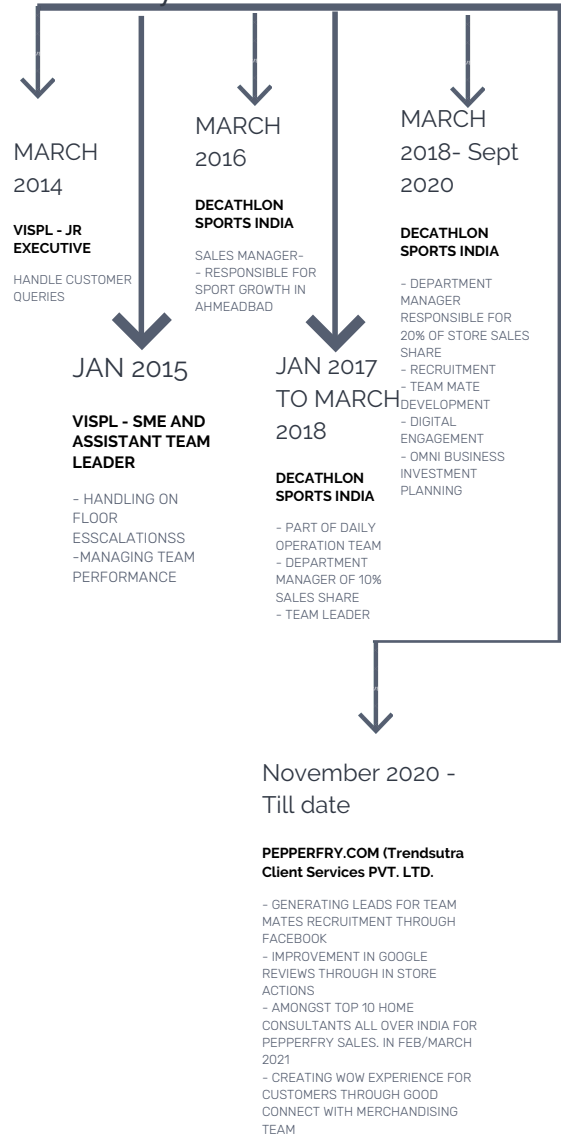 MARCH
2014
VISPL - JR
EXECUTIVE
HANDLE CUSTOMER
QUERIES
JAN 2015
VISPL - SME AND
ASSISTANT TEAM
LEADER
- HANDLING ON
FLOOR
ESSCALATIONSS
-MANAGING TEAM
PERFORMANCE
MARCH
2016
DECATHLON
SPORTS INDIA
SALES MANAGER-
- RESPONSIBLE FOR
SPORT GROWTH IN
AHMEADBAD
JAN 2017
TO MARCH
2018
DECATHLON
SPORTS INDIA
- PART OF DAILY
OPERATION TEAM
- DEPARTMENT
MANAGER OF 10%
SALES SHARE
- TEAM LEADER
MARCH
2018- Sept
2020
DECATHLON
SPORTS INDIA
- DEPARTMENT
MANAGER
RESPONSIBLE FOR
20% OF STORE SALES
SHARE
- RECRUITMENT
- TEAM MATE
DEVELOPMENT
- DIGITAL
ENGAGEMENT
- OMNI BUSINESS
INVESTMENT
PLANNING
November 2020 -
Till date
PEPPERFRY.COM (Trendsutra
Client Services PVT. LTD.
- GENERATING LEADS FOR TEAM
MATES RECRUITMENT THROUGH
FACEBOOK
- IMPROVEMENT IN GOOGLE
REVIEWS THROUGH IN STORE
ACTIONS
- AMONGST TOP 10 HOME
CONSULTANTS ALL OVER INDIA FOR
PEPPERFRY SALES. IN FEB/MARCH
2021
- CREATING WOW EXPERIENCE FOR
CUSTOMERS THROUGH GOOD
CONNECT WITH MERCHANDISING
TEAM